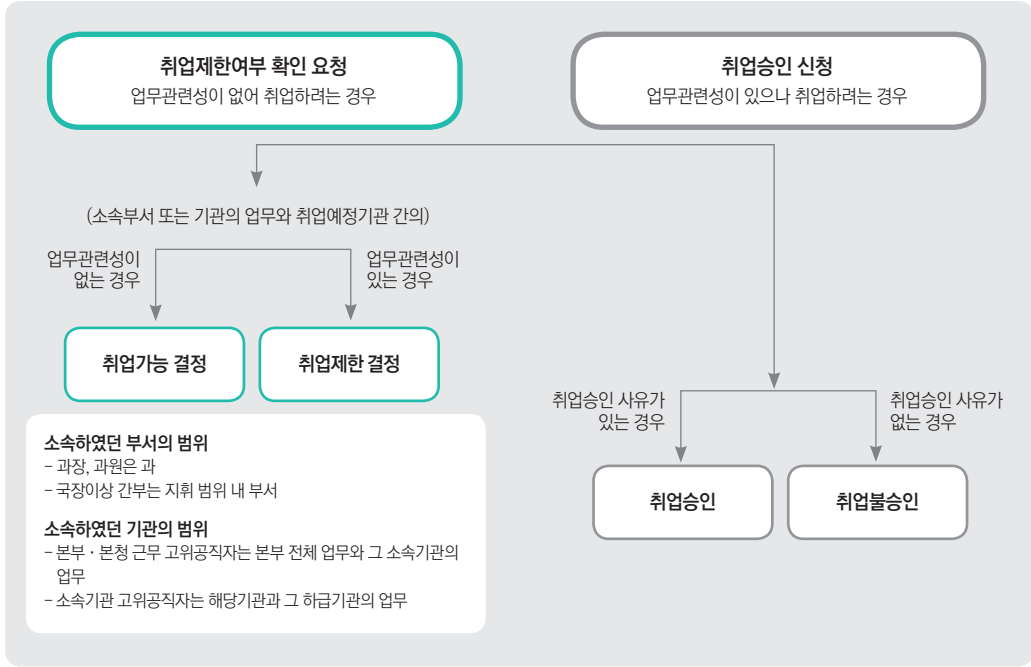 취업제한여부 확인 요청
업무관련성이 없어 취업하려는 경우
취업승인 신청
업무관련성이 있으나 취업하려는 경우
(소속부서 또는 기관의 업무와 취업예정기관 간의)
업무관련성이
없는 경우
업무관련성이
있는 경우
취업가능 결정
취업제한 결정
취업승인 사유가
있는 경우
취업승인 사유가
없는 경우
취업승인
취업불승인
소속하였던 부서의 범위
- 과장, 과원은 과
- 국장이상 간부는 지휘 범위 내 부서
소속하였던 기관의 범위
- 본부·본청 근무 고위공직자는 본부 전체 업무와 그 소속기관의
업무
- 소속기관 고위공직자는 해당기관과 그 하급기관의 업무